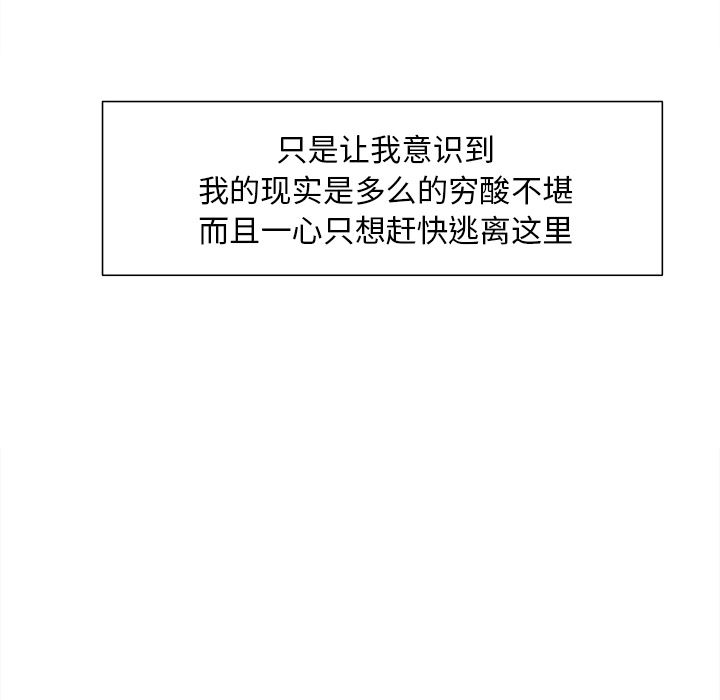 只是让我意识到
我的现实是多么的穷酸不堪
而且一心只想赶快逃离这里